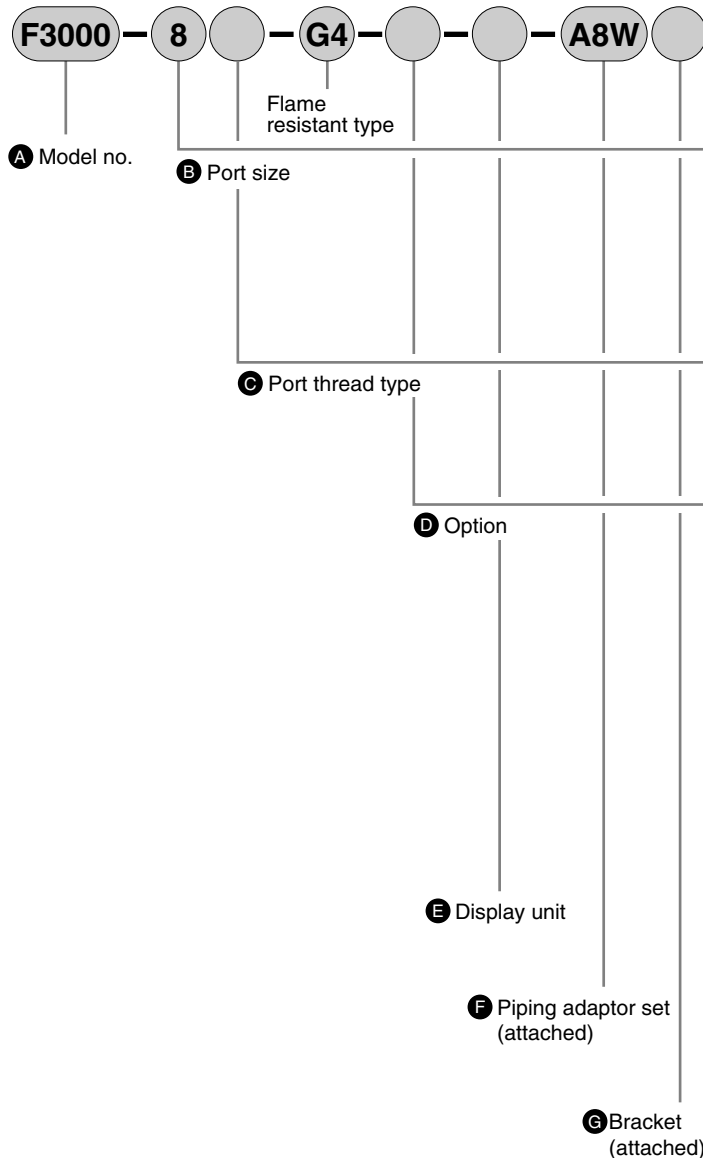 F3000 - 8 - G4 - - - A8W
Flame
resistant type
A Model no.
B Port size
C Port thread type
D Option
E Display unit
F Piping adaptor set
(attached)
G Bracket
(attached)